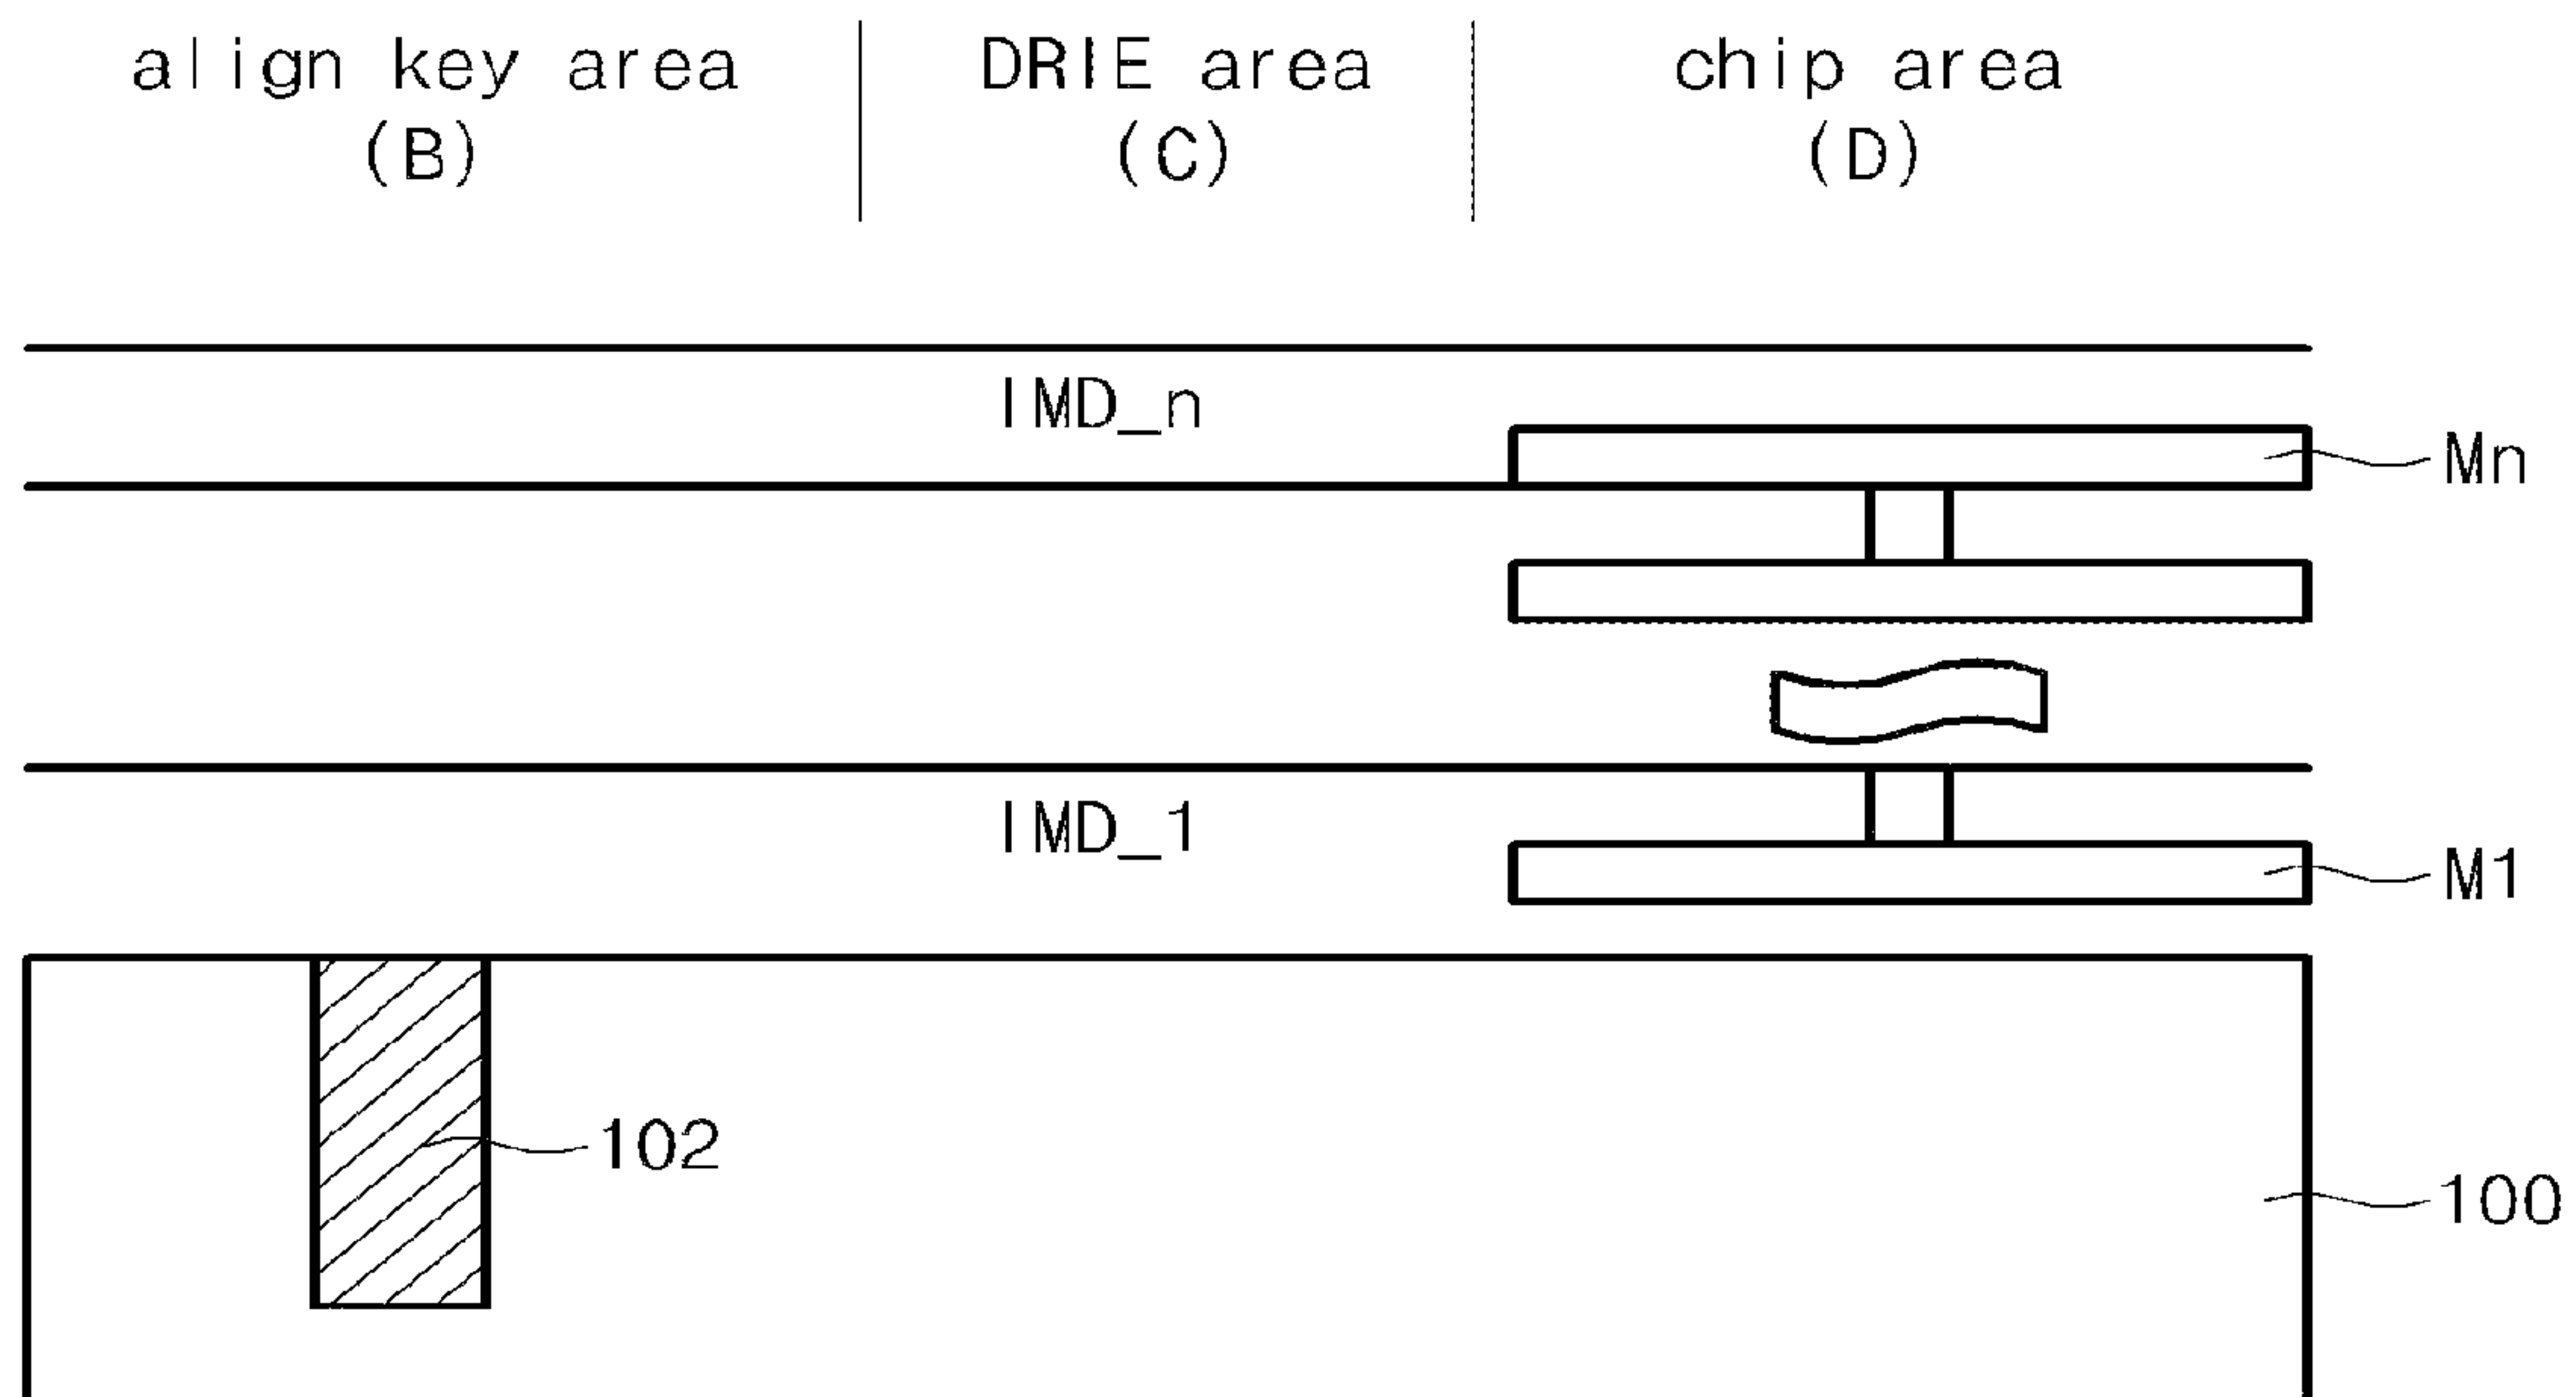 align key area
(B)
DRIE area
(C)
chip area
(D)
IMD_n
Mn
IMD_1
M1
102
100